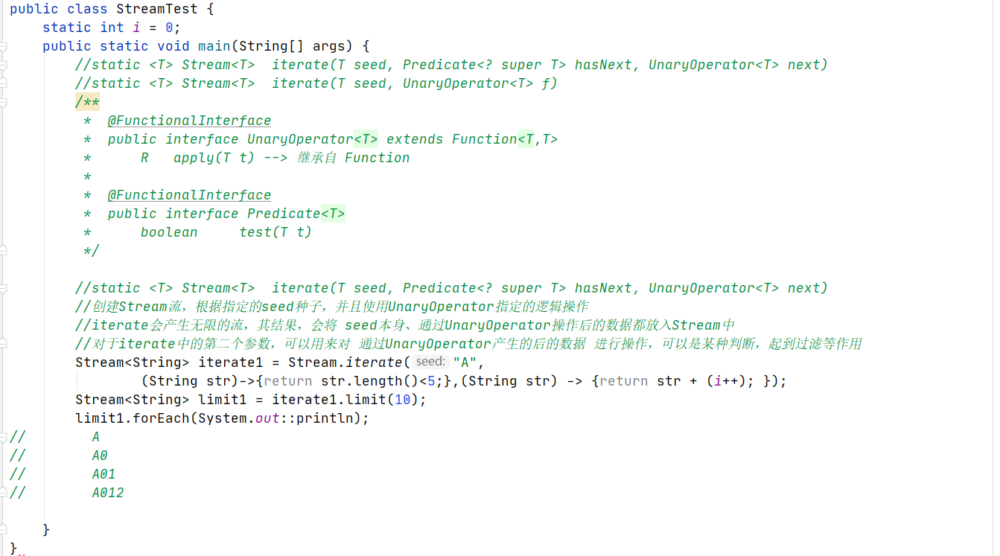 public class StreamTest {
static int i = 0;
public static void main(String[] args) {
//static <T> Stream<T>  iterate(T seed, Predicate<? super T> hasNext, UnaryOperator<T> next)
//static <T> Stream<T>  iterate(T seed, UnaryOperator<T> f)
/**
*  @FunctionalInterface
*  public interface UnaryOperator<T> extends Function<T,T>
*      R   apply(T t) --> 继承自 Function
*
*  @FunctionalInterface
*  public interface Predicate<T>
*      boolean     test(T t)
*/
//static <T> Stream<T>  iterate(T seed, Predicate<? super T> hasNext, UnaryOperator<T> next)
//创建Stream流，根据指定的seed种子，并且使用UnaryOperator指定的逻辑操作
//iterate会产生无限的流，其结果，会将 seed本身、通过UnaryOperator操作后的数据都放入Stream中
//对于iterate中的第二个参数，可以用来对 通过UnaryOperator产生的后的数据 进行操作，可以是某种判断，起到过滤等作用
Stream<String> iterate1 = Stream.iterate( seed: "A",
(String str)->{return str.length()<5;},(String str) -> {return str + (i++); });
Stream<String> limit1 = iterate1.limit(10);
limit1.forEach(System.out::println);
//        A
//        A0
//        A01
//        A012
}
}